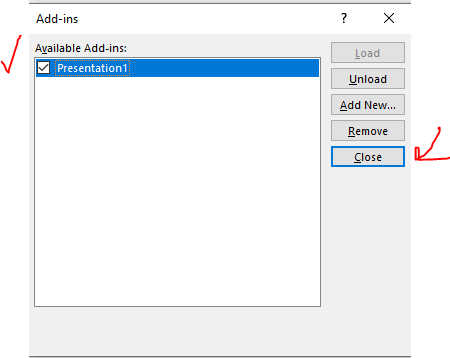 Add-ins ?
Available Add-ins:
Presentation1
Load
Unload
Add New...
Remove
Close